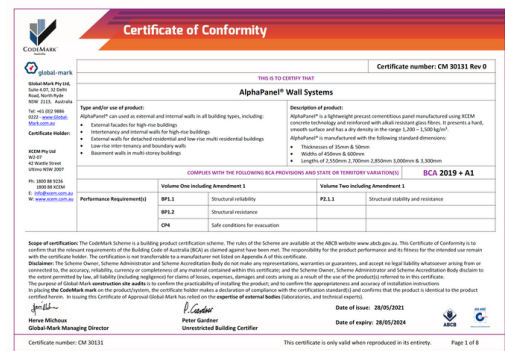 Certificate of Conformity
CODEMARK
Australia
global-mark
Global-Mark Pty Ltd,
Suite 4.07, 32 Delhi
Road, North Ryde
NSW 2113, Australia
Tel: +61 (0)2 9886
0222 - www.Global-
Mark.com.au
Certificate Holder:
XCEM Pty Ltd
W2-07
42 Wattle Street
Ultimo NSW 2007
Ph: 1800 88 9236
1800 88 XCEM
E: info@xcem.com.au
W: www.xcem.com.au
Certificate number: CM 30131 Rev 0
THIS IS TO CERTIFY THAT
AlphaPanel® Wall Systems
Type and/or use of product:
AlphaPanel® can used as external and internal walls in all building types, including:
• External facades for high-rise buildings
• Intertenancy and internal walls for high-rise buildings
• External walls for detached residential and low-rise multi residential buildings
• Low-rise inter-tenancy and boundary walls
• Basement walls in multi-storey buildings
Description of product:
AlphaPanel® is a lightweight precast cementitious panel manufactured using XCEM
concrete technology and reinforced with alkali resistant glass fibres. It presents a hard,
smooth surface and has a dry density in the range 1,200 – 1,500 kg/m³.
AlphaPanel® is manufactured with the following standard dimensions:
• Thicknesses of 35mm & 50mm
• Widths of 450mm & 600mm
• Lengths of 2,550mm 2,700mm 2,850mm 3,000mm & 3,300mm
COMPLIES WITH THE FOLLOWING BCA PROVISIONS AND STATE OR TERRITORY VARIATION(S) BCA 2019 + A1
Volume One including Amendment 1 Volume Two including Amendment 1
Performance Requirement(s) BP1.1 Structural reliability P2.1.1 Structural stability and resistance
BP1.2 Structural resistance
CP4 Safe conditions for evacuation
Scope of certification: The CodeMark Scheme is a building product certification scheme. The rules of the Scheme are available at the ABCB website www.abcb.gov.au. This Certificate of Conformity is to
confirm that the relevant requirements of the Building Code of Australia (BCA) as claimed against have been met. The responsibility for the product performance and its fitness for the intended use remain
with the certificate holder. The certification is not transferrable to a manufacturer not listed on Appendix A of this certificate.
Disclaimer: The Scheme Owner, Scheme Administrator and Scheme Accreditation Body do not make any representations, warranties or guarantees, and accept no legal liability whatsoever arising from or
connected to, the accuracy, reliability, currency or completeness of any material contained within this certificate; and the Scheme Owner, Scheme Administrator and Scheme Accreditation Body disclaim to
the extent permitted by law, all liability (including negligence) for claims of losses, expenses, damages and costs arising as a result of the use of the product(s) referred to in this certificate.
The purpose of Global-Mark construction site audits is to confirm the practicability of installing the product; and to confirm the appropriateness and accuracy of installation instructions
In placing the CodeMark mark on the product/system, the certificate holder makes a declaration of compliance with the certification standard(s) and confirms that the product is identical to the product
certified herein. In issuing this Certificate of Approval Global-Mark has relied on the expertise of external bodies (laboratories, and technical experts).
Herve Michoux
Global-Mark Managing Director
P. Gardner
Peter Gardner
Unrestricted Building Certifier
Date of issue: 28/05/2021
Date of expiry: 28/05/2024
ABCB
Certificate number: CM 30131 This certificate is only valid when reproduced in its entirety. Page 1 of 8